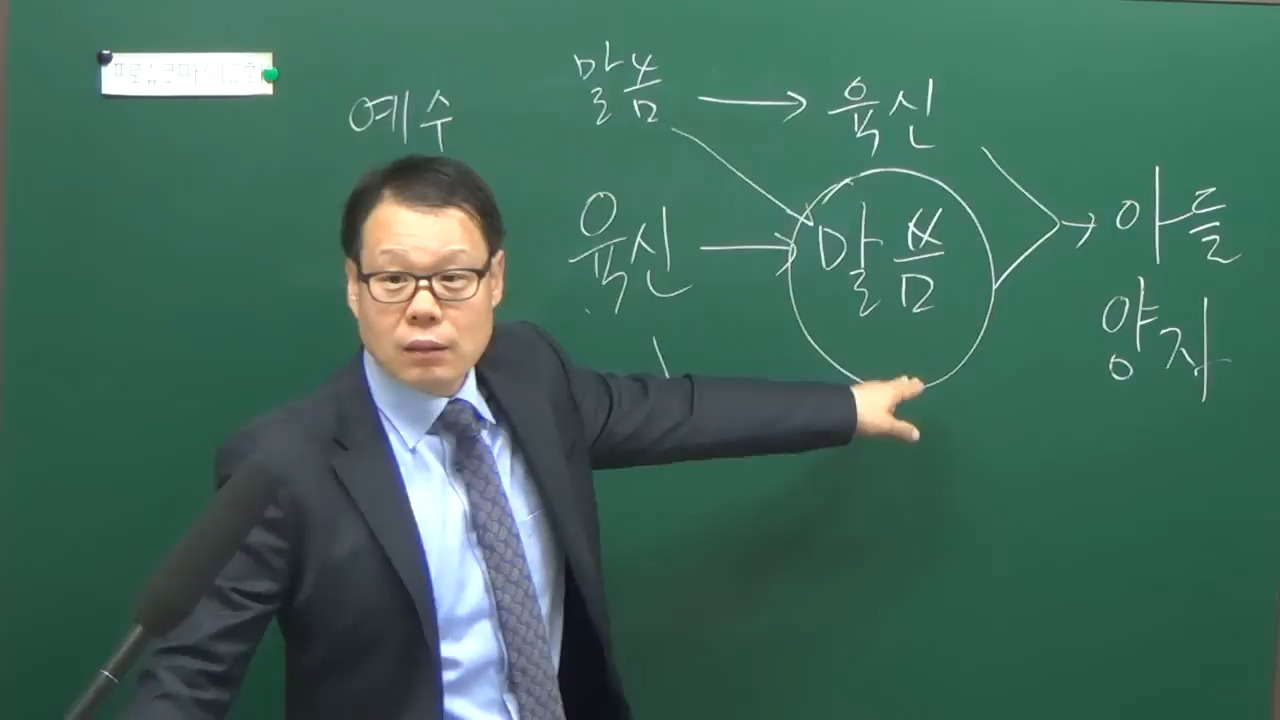 예수 말씀 → 육신
육신 → 말씀 → 아들
양자